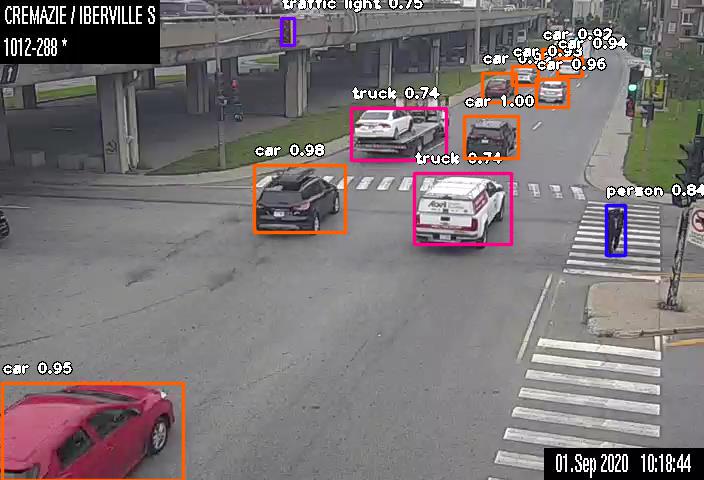 CREMAZIE / IBERVILLE S
1012-288 *
traffic light 0.75
car 0.92
car 0.94
car 0.96
truck 0.74
car 1.00
car 0.98
truck 0.74
person 0.84
car 0.95
01.Sep 2020 10:18:44